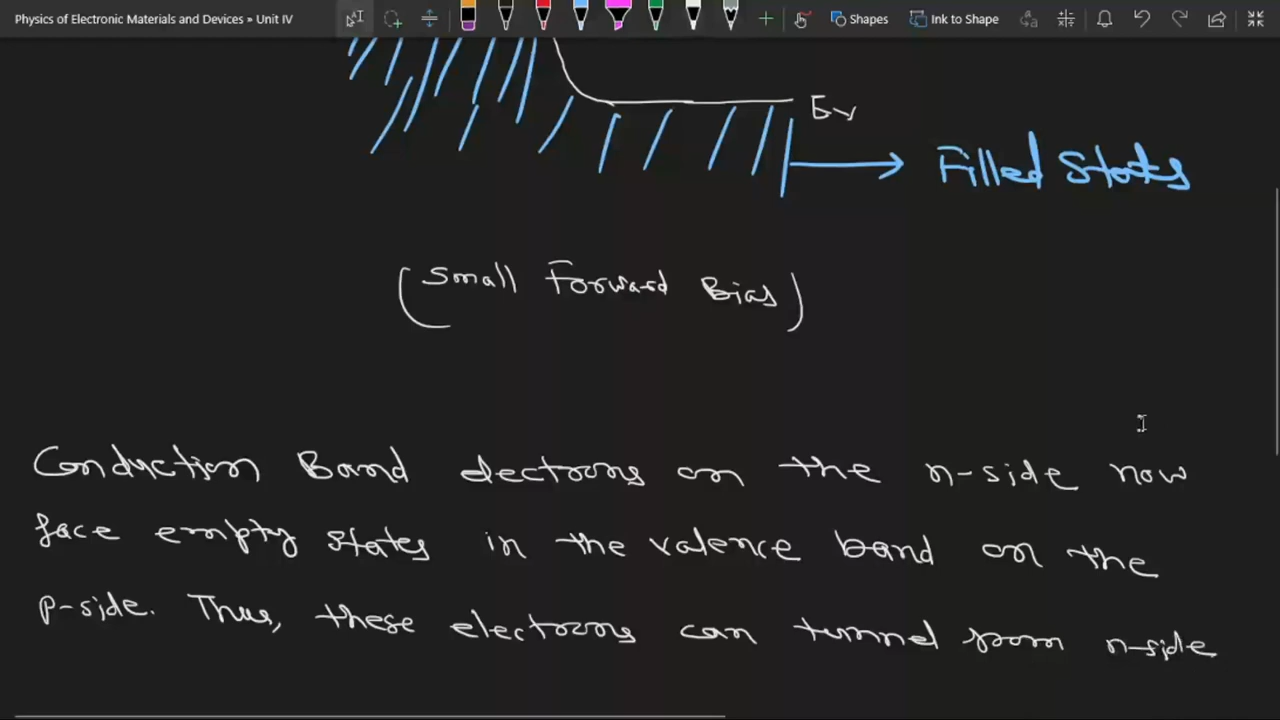 Physics of Electronic Materials and Devices » Unit IV
Shapes
Ink to Shape
Ev
Filled States
(Small Forward Bias)
Conduction Band electrons on the n-side now
face empty states in the valence band on the
p-side. Thus, these electrons can tunnel from n-side